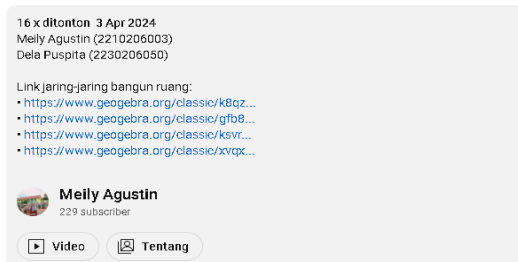 16 x ditonton 3 Apr 2024
Meily Agustin (2210206003)
Dela Puspita (2230206050)
Link jaring-jaring bangun ruang:
• https://www.geogebra.org/classic/k8qz...
• https://www.geogebra.org/classic/gfb8...
• https://www.geogebra.org/classic/ksvr...
• https://www.geogebra.org/classic/xvqx...
Meily Agustin
229 subscriber
Video Tentang